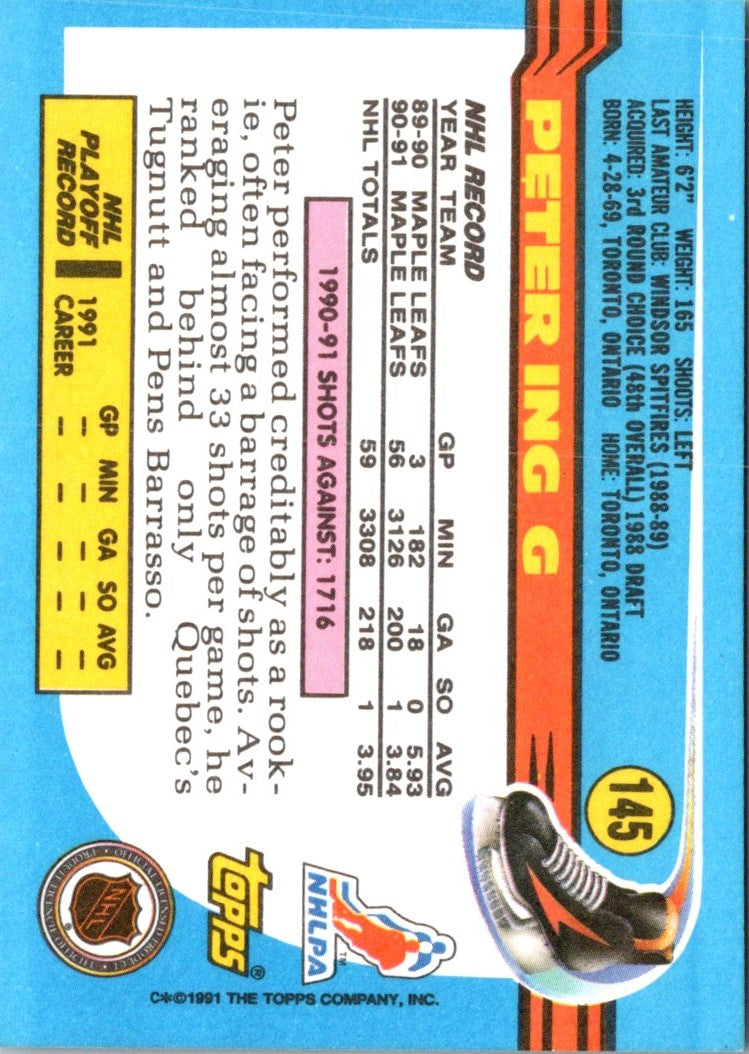 145
HEIGHT: 6'2" WEIGHT: 165 SHOOTS: LEFT
LAST AMATEUR CLUB: WINDSOR SPITFIRES (1988-89)
ACQUIRED: 3rd ROUND CHOICE (48th OVERALL) 1988 DRAFT
BORN: 4-28-69, TORONTO, ONTARIO HOME: TORONTO, ONTARIO
PETER ING G
NHL RECORD
YEAR TEAM GP MIN GA SO AVG
89-90 MAPLE LEAFS 3 182 18 0 5.93
90-91 MAPLE LEAFS 56 3126 200 1 3.84
NHL TOTALS 59 3308 218 1 3.95
1990-91 SHOTS AGAINST: 1716
Peter performed creditably as a rook-
ie, often facing a barrage of shots. Av-
eraging almost 33 shots per game, he
ranked behind only Quebec's
Tugnutt and Pens Barrasso.
NHL
PLAYOFF
RECORD
GP MIN GA SO AVG
1991 -- -- -- -- --
CAREER -- -- -- -- --
NHLPA™
topps®
NHL
OFFICIAL LICENSED PRODUCT
®
C✻©1991 THE TOPPS COMPANY, INC.